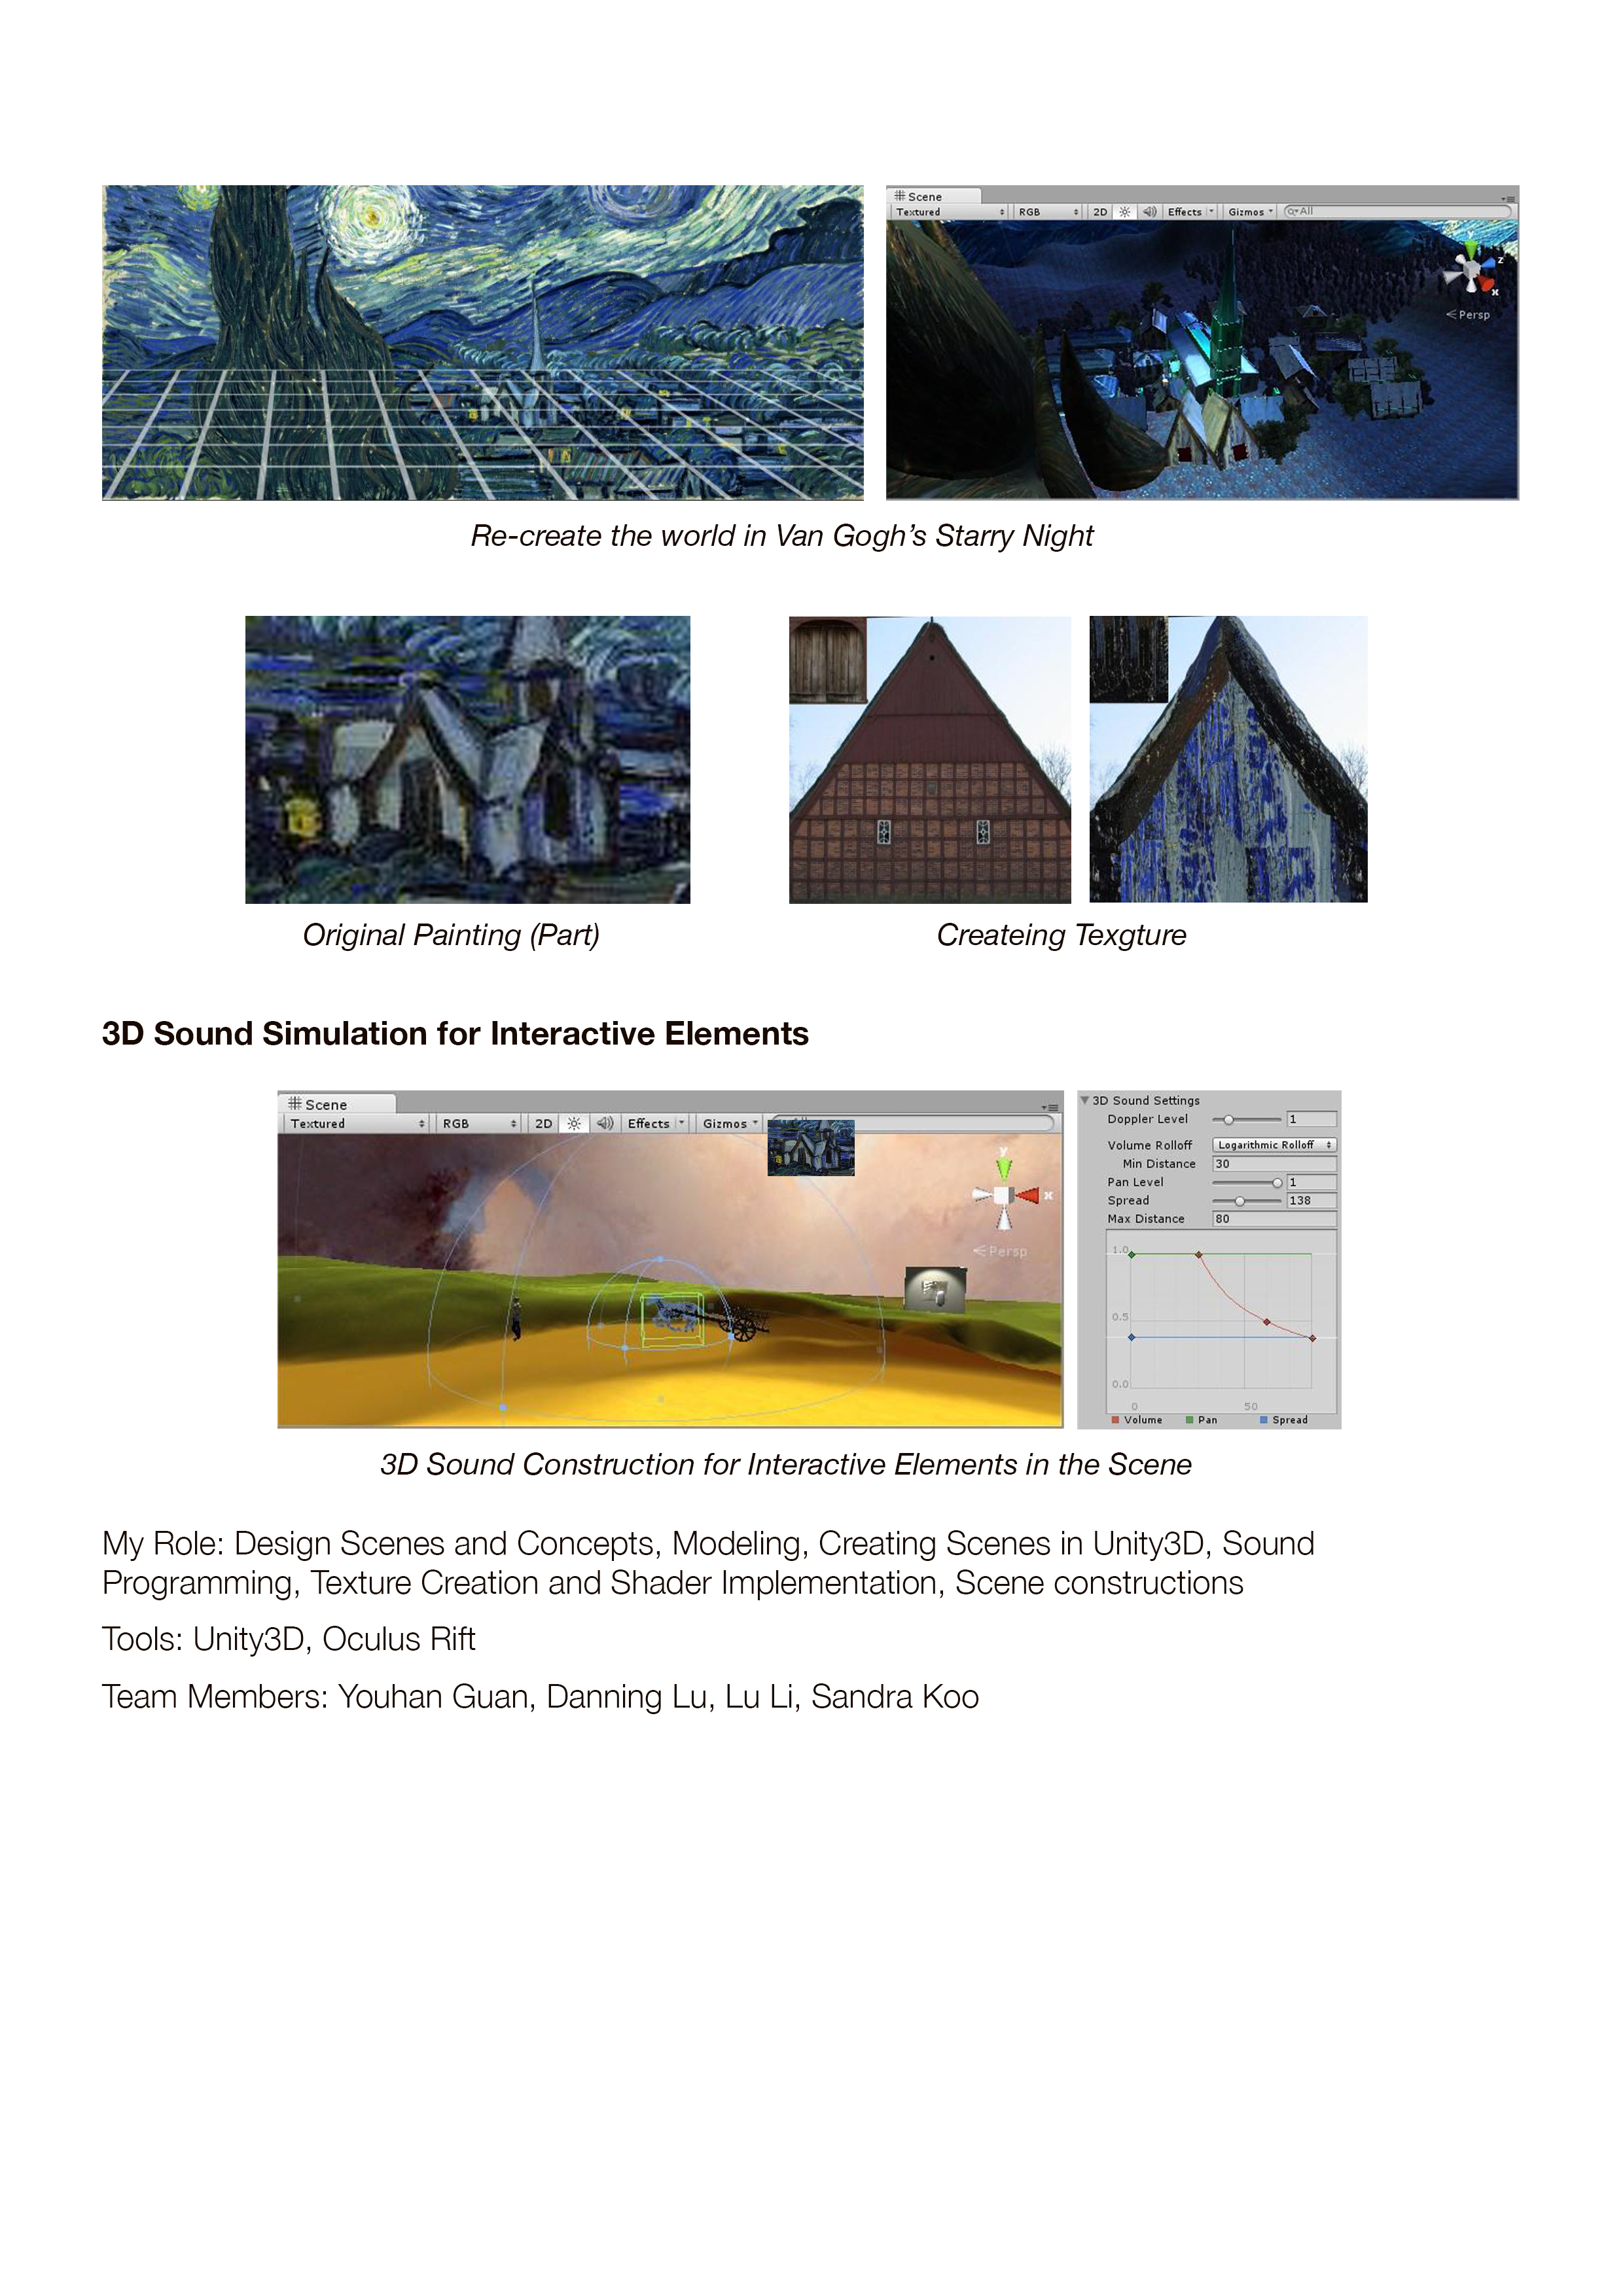 Scene
Textured RGB 2D Effects Gizmos All
y
z
x
Persp
Re-create the world in Van Gogh’s Starry Night
Original Painting (Part)
Createing Texgture
3D Sound Simulation for Interactive Elements
Scene
Textured RGB 2D Effects Gizmos
y
x
Persp
3D Sound Settings
Doppler Level 1
Volume Rolloff Logarithmic Rolloff
Min Distance 30
Pan Level 1
Spread 138
Max Distance 80
1.0
0.5
0.0
0 50
Volume Pan Spread
3D Sound Construction for Interactive Elements in the Scene
My Role: Design Scenes and Concepts, Modeling, Creating Scenes in Unity3D, Sound
Programming, Texture Creation and Shader Implementation, Scene constructions
Tools: Unity3D, Oculus Rift
Team Members: Youhan Guan, Danning Lu, Lu Li, Sandra Koo